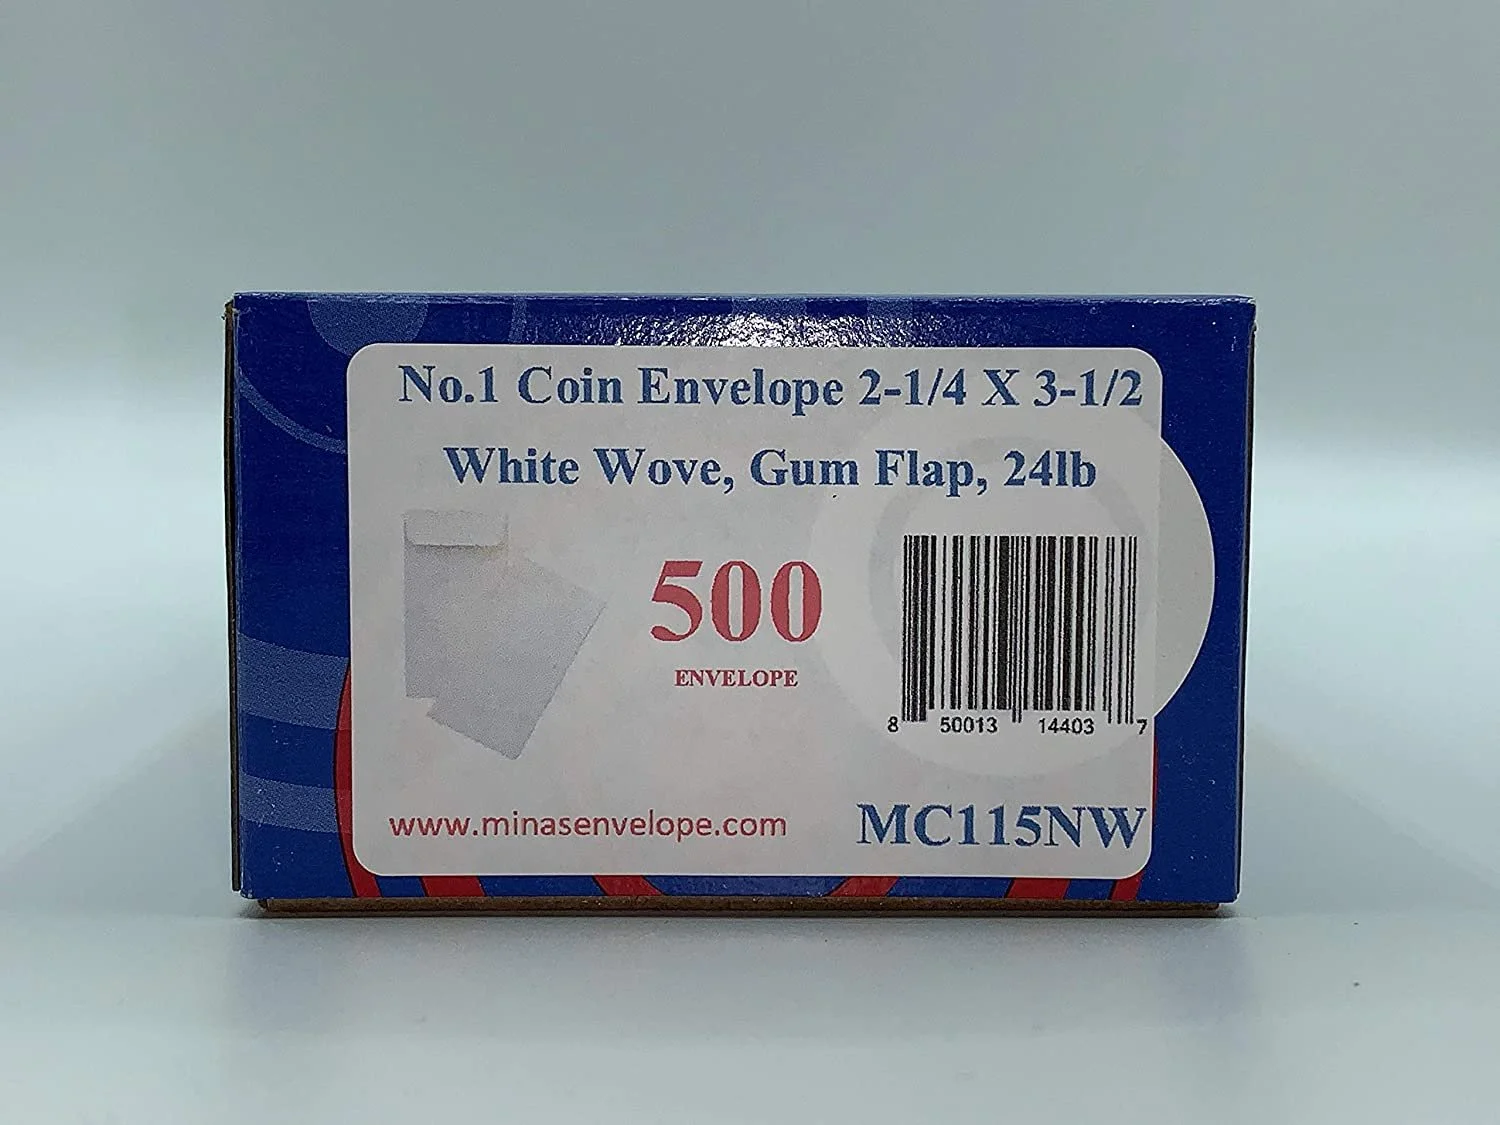 No.1 Coin Envelope 2-1/4 X 3-1/2
White Wove, Gum Flap, 24lb
500
ENVELOPE
8 50013 14403 7
www.minasenvelope.com
MC115NW